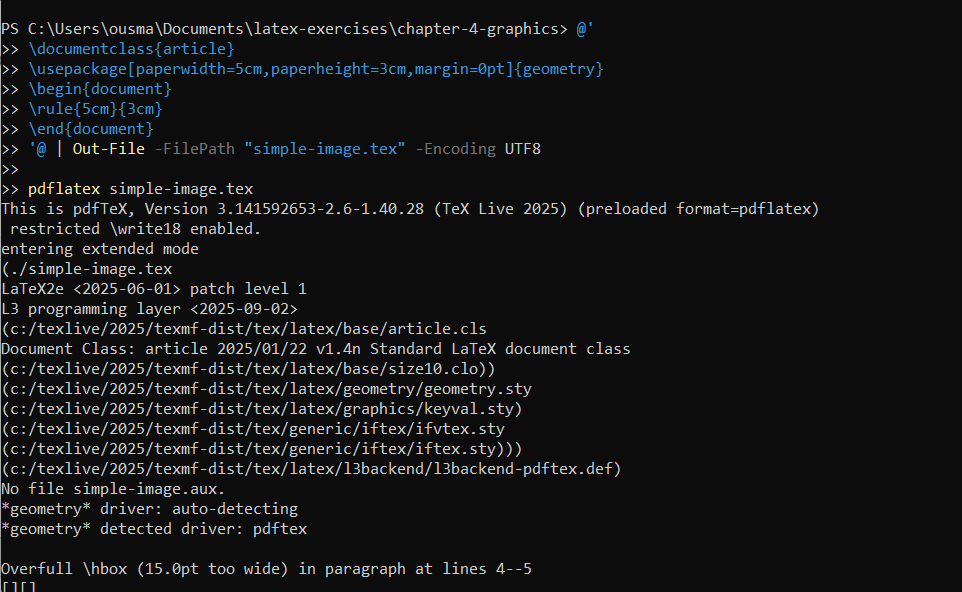 PS C:\Users\ousma\Documents\latex-exercises\chapter-4-graphics> @'
>> \documentclass{article}
>> \usepackage[paperwidth=5cm,paperheight=3cm,margin=0pt]{geometry}
>> \begin{document}
>> \rule{5cm}{3cm}
>> \end{document}
>> '@ | Out-File -FilePath "simple-image.tex" -Encoding UTF8
>>
>> pdflatex simple-image.tex
This is pdfTeX, Version 3.141592653-2.6-1.40.28 (TeX Live 2025) (preloaded format=pdflatex)
 restricted \write18 enabled.
entering extended mode
(./simple-image.tex
LaTeX2e <2025-06-01> patch level 1
L3 programming layer <2025-09-02>
(c:/texlive/2025/texmf-dist/tex/latex/base/article.cls
Document Class: article 2025/01/22 v1.4n Standard LaTeX document class
(c:/texlive/2025/texmf-dist/tex/latex/base/size10.clo))
(c:/texlive/2025/texmf-dist/tex/latex/geometry/geometry.sty
(c:/texlive/2025/texmf-dist/tex/latex/graphics/keyval.sty)
(c:/texlive/2025/texmf-dist/tex/generic/iftex/ifvtex.sty
(c:/texlive/2025/texmf-dist/tex/generic/iftex/iftex.sty)))
(c:/texlive/2025/texmf-dist/tex/latex/l3backend/l3backend-pdftex.def)
No file simple-image.aux.
*geometry* driver: auto-detecting
*geometry* detected driver: pdftex

Overfull \hbox (15.0pt too wide) in paragraph at lines 4--5
[][]